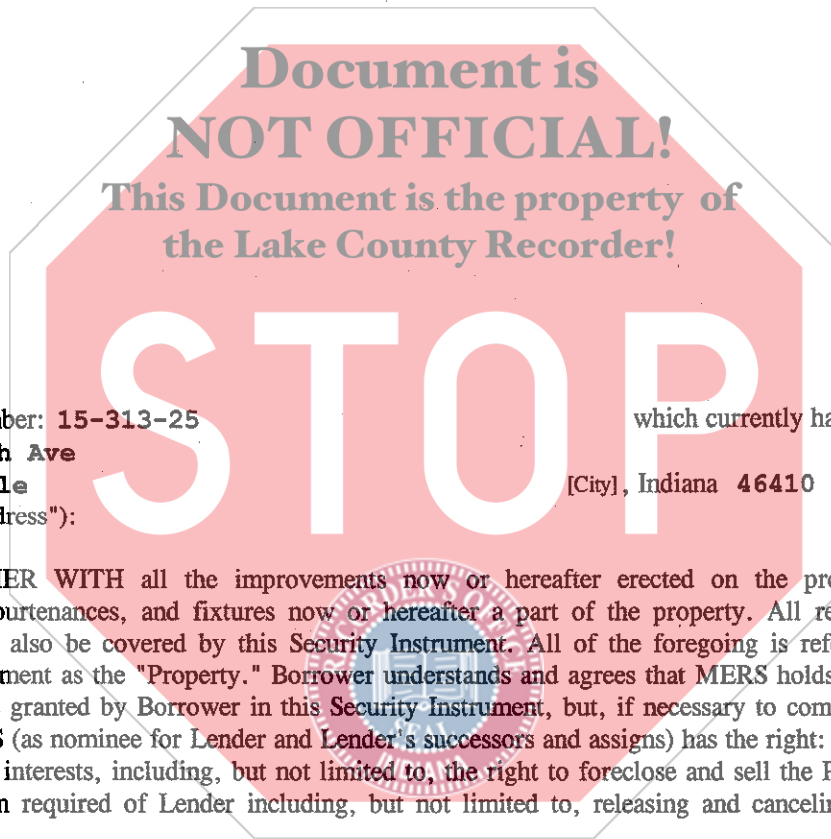 Document is
NOT OFFICIAL!
This Document is the property of
the Lake County Recorder!
STOP
ber: 15-313-25 which currently ha
h Ave
le [City], Indiana 46410
dress"):
ER WITH all the improvements now or hereafter erected on the pro
purtenances, and fixtures now or hereafter a part of the property. All re
also be covered by this Security Instrument. All of the foregoing is refe
ment as the "Property." Borrower understands and agrees that MERS holds
granted by Borrower in this Security Instrument, but, if necessary to com
S (as nominee for Lender and Lender's successors and assigns) has the right:
interests, including, but not limited to, the right to foreclose and sell the P
n required of Lender including, but not limited to, releasing and cancelin
RECORDER'S
SEAL
INDIANA